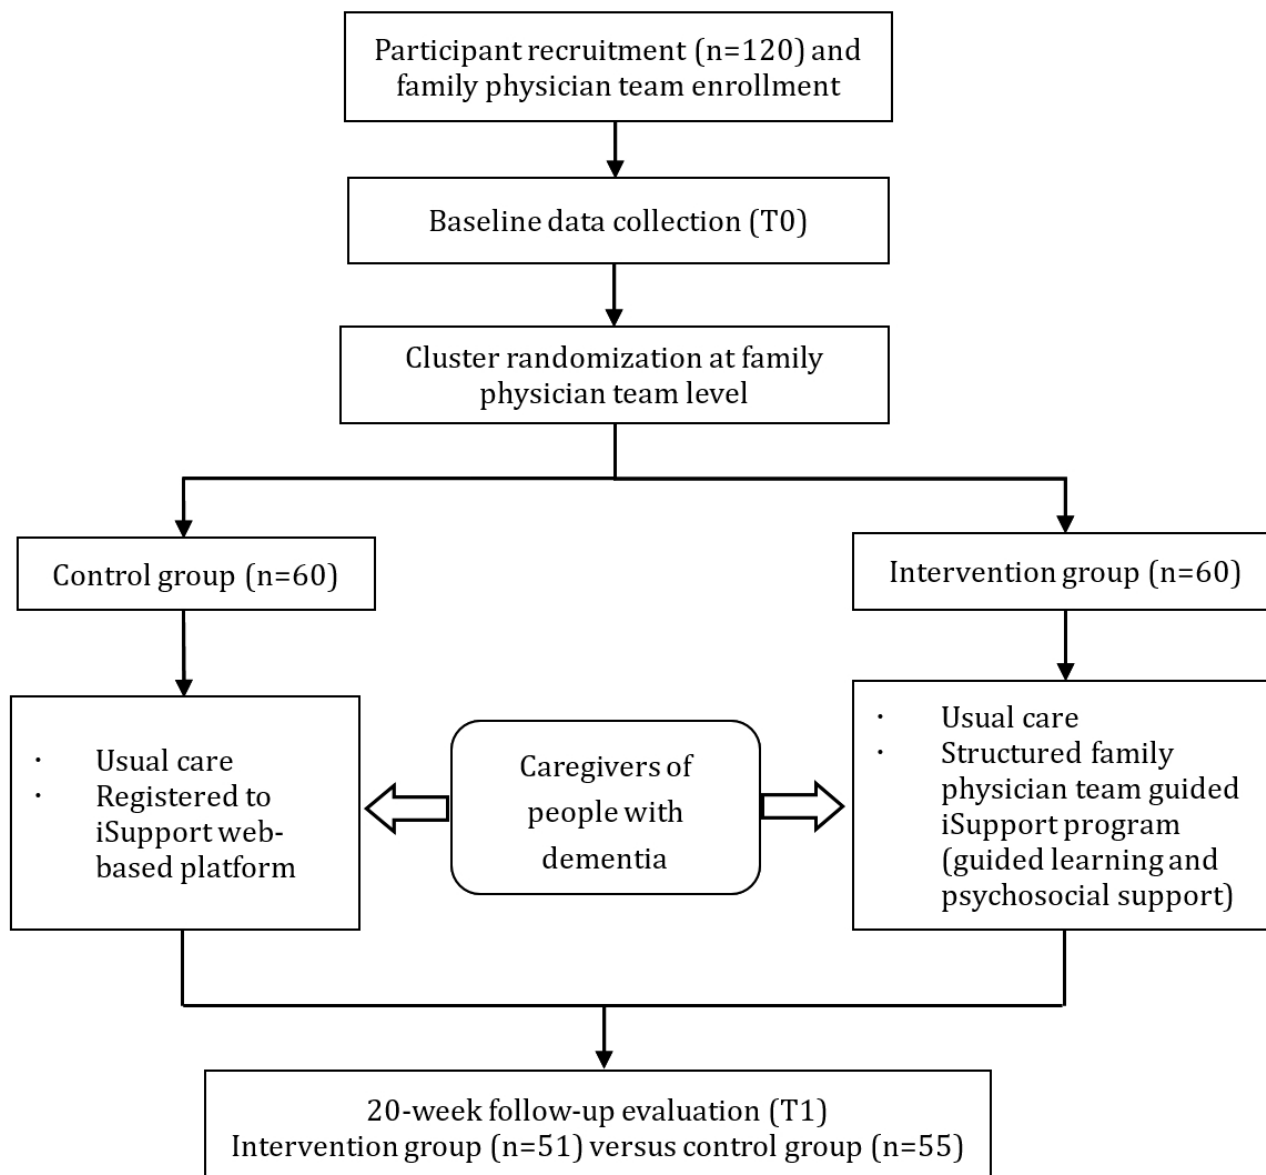 Participant recruitment (n=120) and
family physician team enrollment
Baseline data collection (T0)
Cluster randomization at family
physician team level
Control group (n=60)
Intervention group (n=60)
· Usual care
· Registered to
iSupport web-
based platform
Caregivers of
people with
dementia
· Usual care
· Structured family
physician team guided
iSupport program
(guided learning and
psychosocial support)
20-week follow-up evaluation (T1)
Intervention group (n=51) versus control group (n=55)